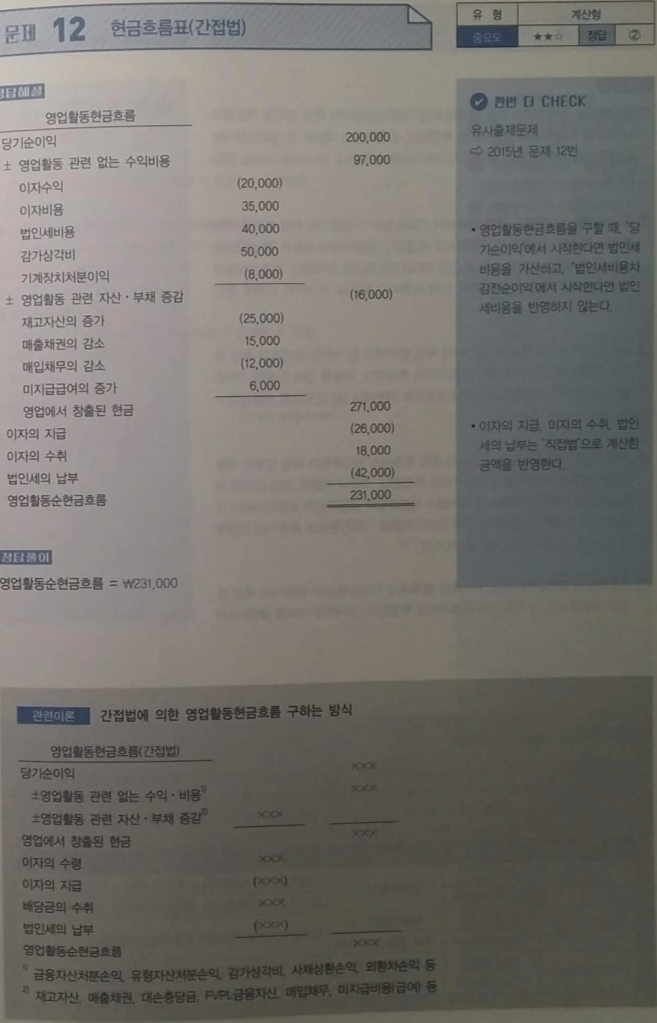 문제 12 현금흐름표(간접법)
유 형 계산형
중요도 ★★☆ 정답 ②
정답해설
영업활동현금흐름
당기순이익 200,000
± 영업활동 관련 없는 수익비용 97,000
이자수익 (20,000)
이자비용 35,000
법인세비용 40,000
감가상각비 50,000
기계장치처분이익 (8,000)
± 영업활동 관련 자산·부채 증감 (16,000)
재고자산의 증가 (25,000)
매출채권의 감소 15,000
매입채무의 감소 (12,000)
미지급급여의 증가 6,000
영업에서 창출된 현금 271,000
이자의 지급 (26,000)
이자의 수취 18,000
법인세의 납부 (42,000)
영업활동순현금흐름 231,000
정답풀이
영업활동순현금흐름 = ₩231,000
한번 더 CHECK
유사출제문제
⇨ 2015년 문제 12번
• 영업활동현금흐름을 구할 때, '당
기순이익'에서 시작한다면 법인세
비용을 가산하고, '법인세비용차
감전순이익'에서 시작한다면 법인
세비용을 반영하지 않는다.
• 이자의 지급, 이자의 수취, 법인
세의 납부는 '직접법'으로 계산한
금액을 반영한다.
관련이론 간접법에 의한 영업활동현금흐름 구하는 방식
영업활동현금흐름(간접법)
당기순이익 ×××
±영업활동 관련 없는 수익·비용1) ×××
±영업활동 관련 자산·부채 증감2) ×××
영업에서 창출된 현금 ×××
이자의 수령 ×××
이자의 지급 (×××)
배당금의 수취 ×××
법인세의 납부 (×××)
영업활동순현금흐름 ×××
1) 금융자산처분손익, 유형자산처분손익, 감가상각비, 사채상환손익, 외환차손익 등
2) 재고자산, 매출채권, 대손충당금, FVPL금융자산, 매입채무, 미지급비용(급여) 등